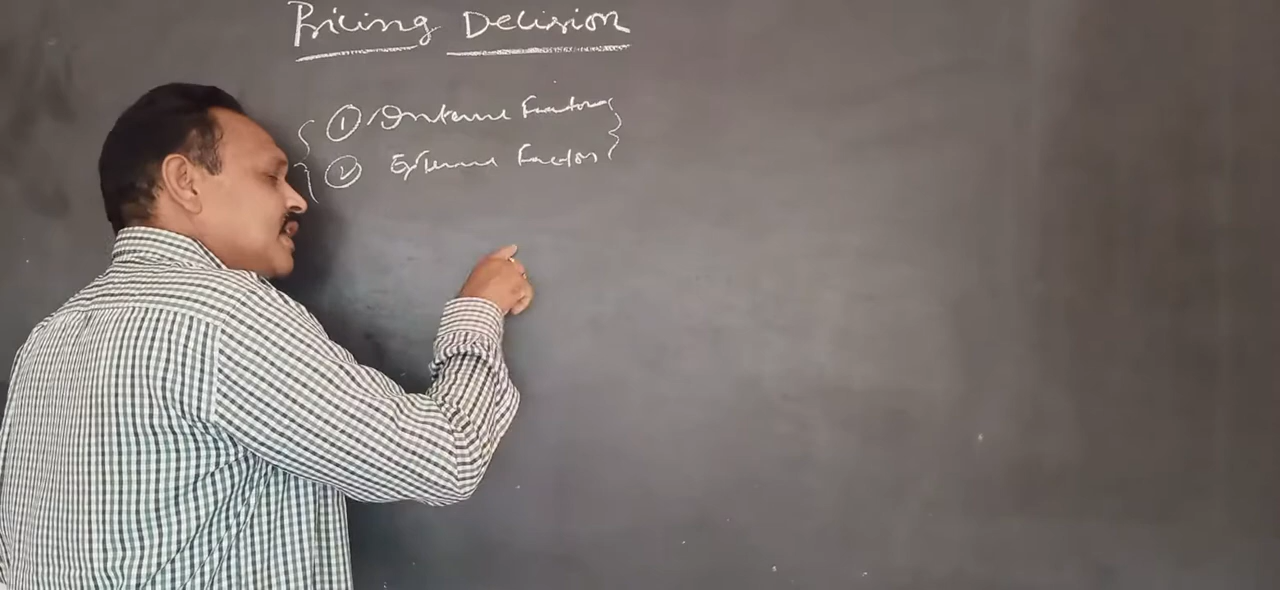 Pricing Decision
① Internal Factors
② External Factors